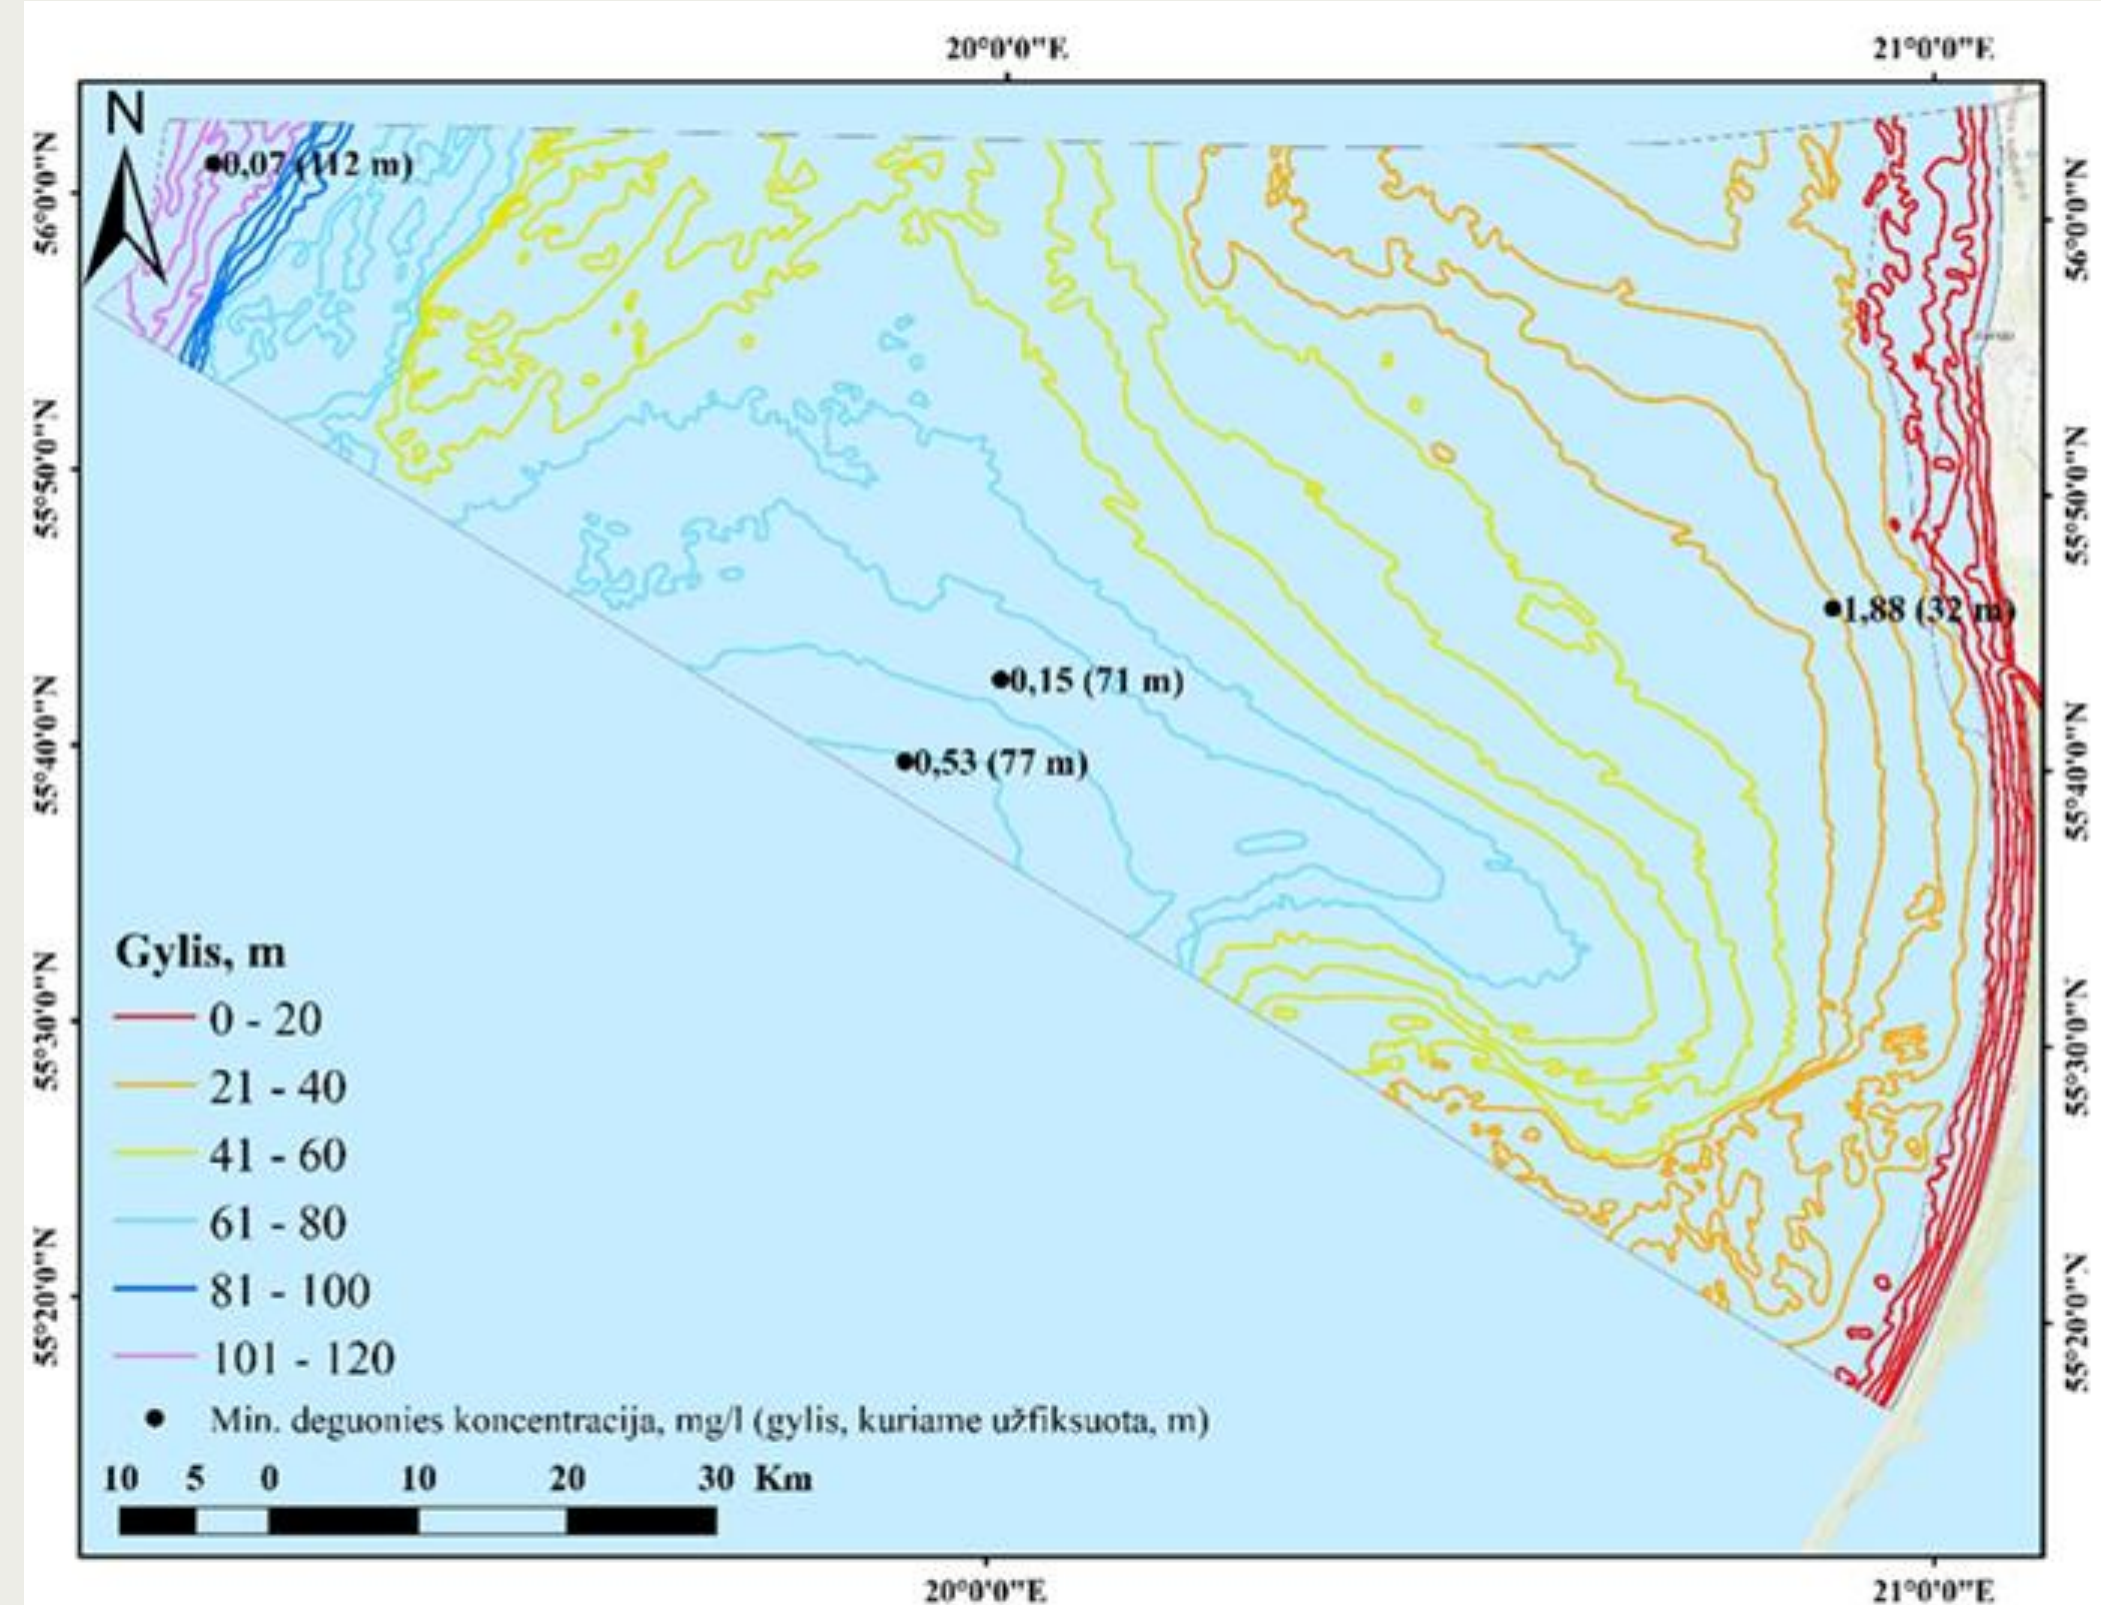 20°0'0"E 21°0'0"E
N
56°0'0"N
55°50'0"N
55°40'0"N
55°30'0"N
55°20'0"N
0,07 (112 m)
1,88 (32 m)
0,15 (71 m)
0,53 (77 m)
56°0'0"N
55°50'0"N
55°40'0"N
55°30'0"N
55°20'0"N
Gylis, m
0 - 20
21 - 40
41 - 60
61 - 80
81 - 100
101 - 120
Min. deguonies koncentracija, mg/l (gylis, kuriame užfiksuota, m)
10 5 0 10 20 30 Km
20°0'0"E 21°0'0"E